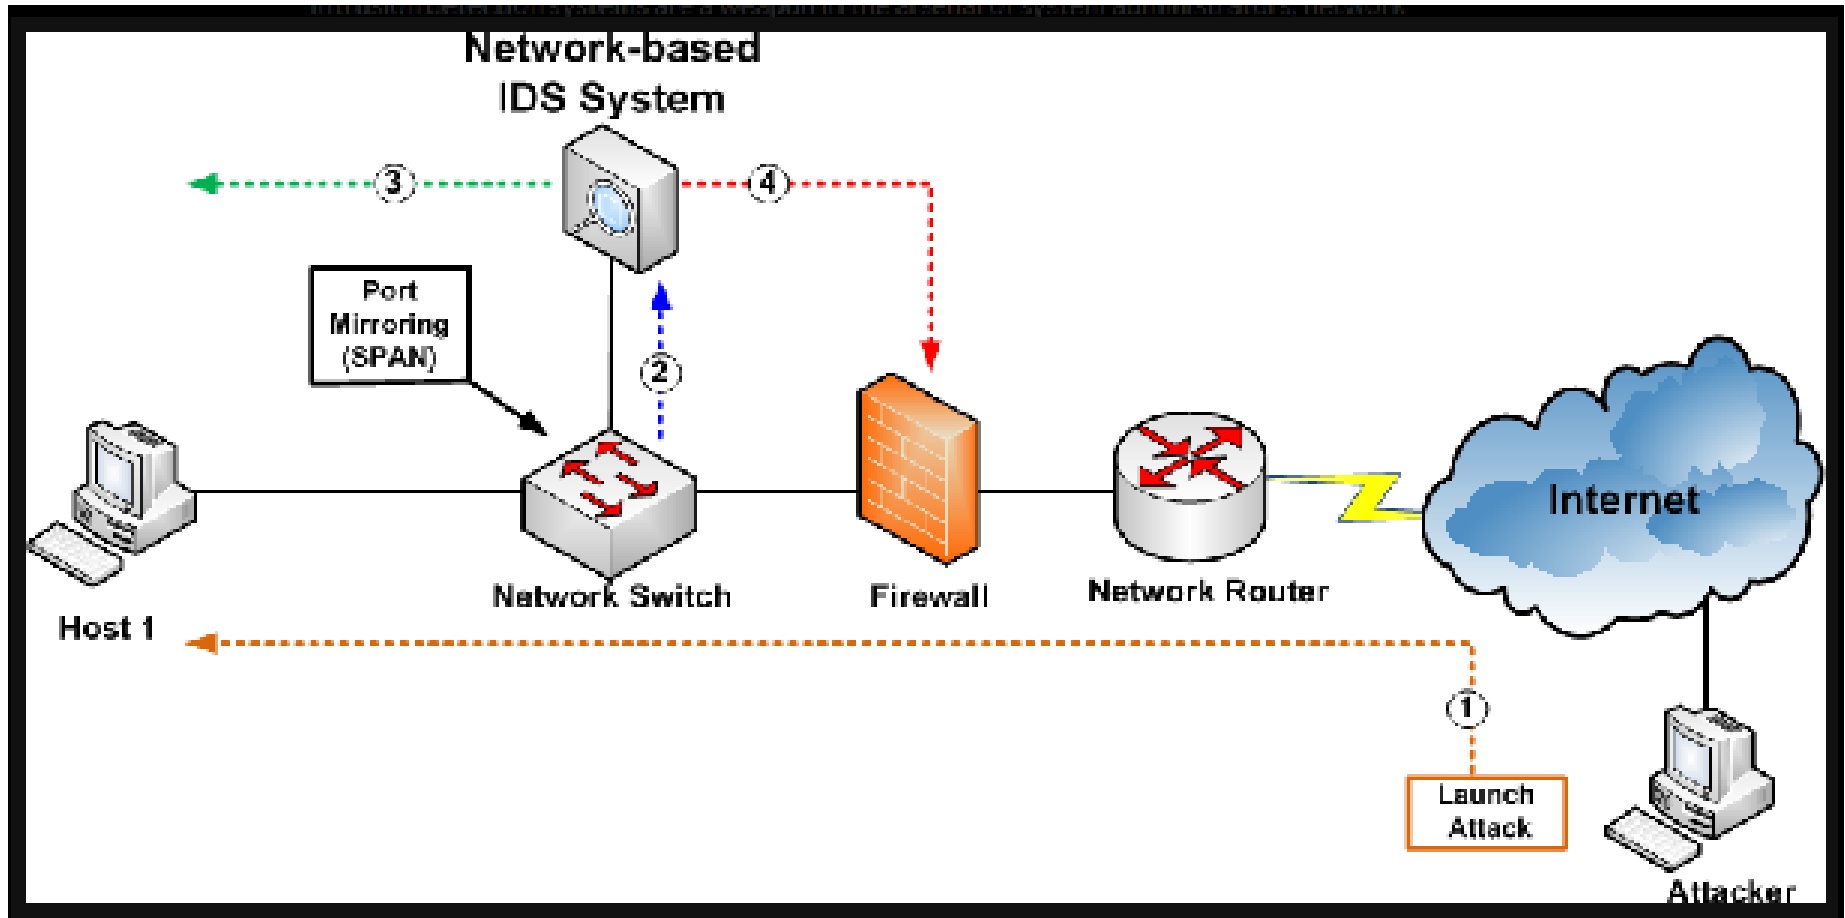 Network-based
IDS System
3
4
Port
Mirroring
(SPAN)
2
Internet
Network Switch
Firewall
Network Router
Host 1
1
Launch
Attack
Attacker